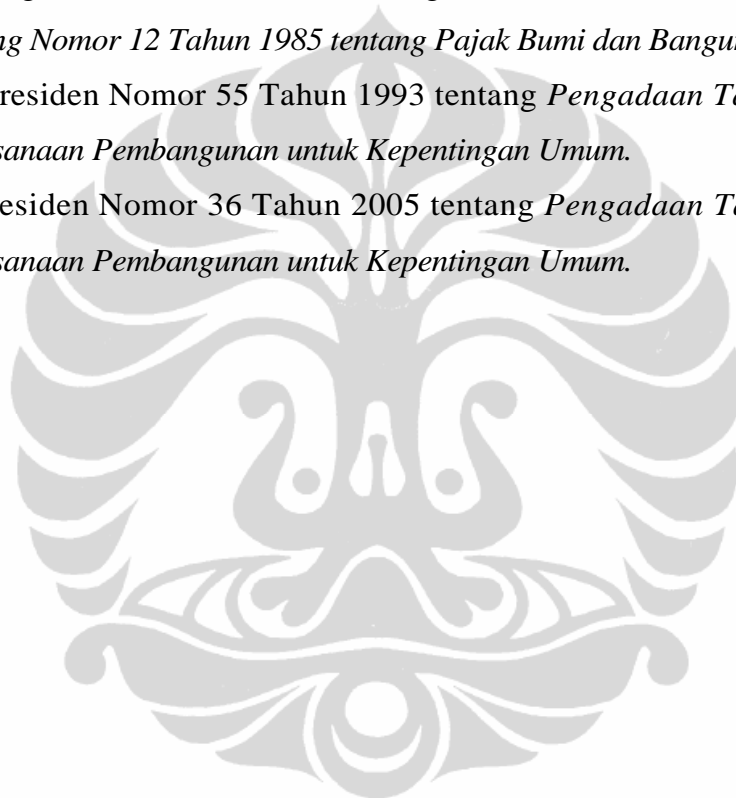 ng Nomor 12 Tahun 1985 tentang Pajak Bumi dan Bangu
residen Nomor 55 Tahun 1993 tentang Pengadaan T
sanaan Pembangunan untuk Kepentingan Umum.
esiden Nomor 36 Tahun 2005 tentang Pengadaan T
sanaan Pembangunan untuk Kepentingan Umum.